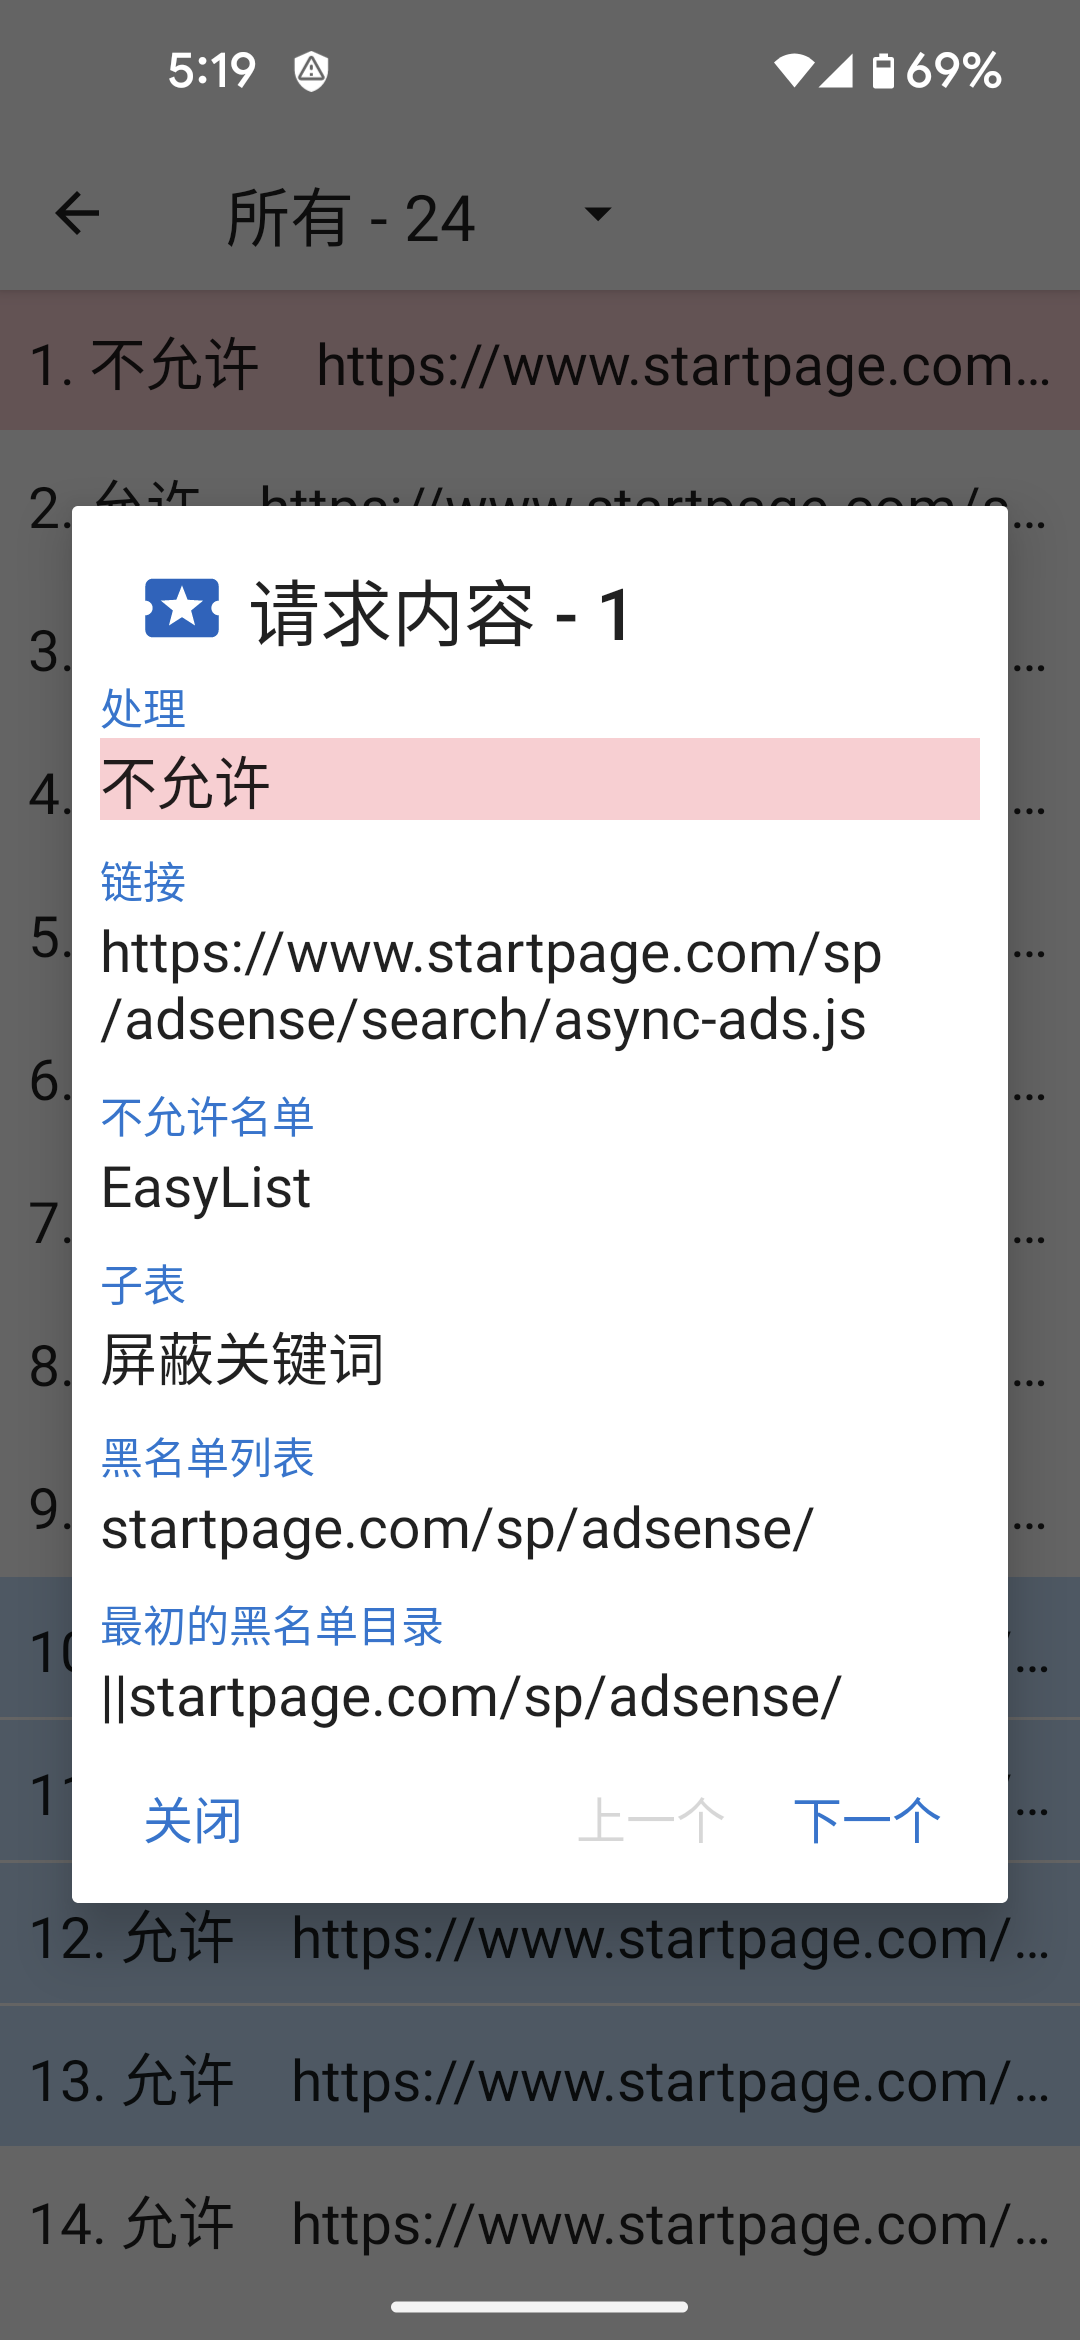 5:19 69%
所有 - 24
1. 不允许 https://www.startpage.com...
2. 允许 https://www.startpage.com/s...
请求内容 - 1
3. ...
处理
不允许
4. ...
链接
https://www.startpage.com/sp
/adsense/search/async-ads.js
5. ...
6. ...
不允许名单
EasyList
7. ...
子表
屏蔽关键词
8. ...
黑名单列表
startpage.com/sp/adsense/
9. ...
最初的黑名单目录
||startpage.com/sp/adsense/
10 /...
11 /...
关闭 上一个 下一个
12. 允许 https://www.startpage.com/...
13. 允许 https://www.startpage.com/...
14. 允许 https://www.startpage.com/...